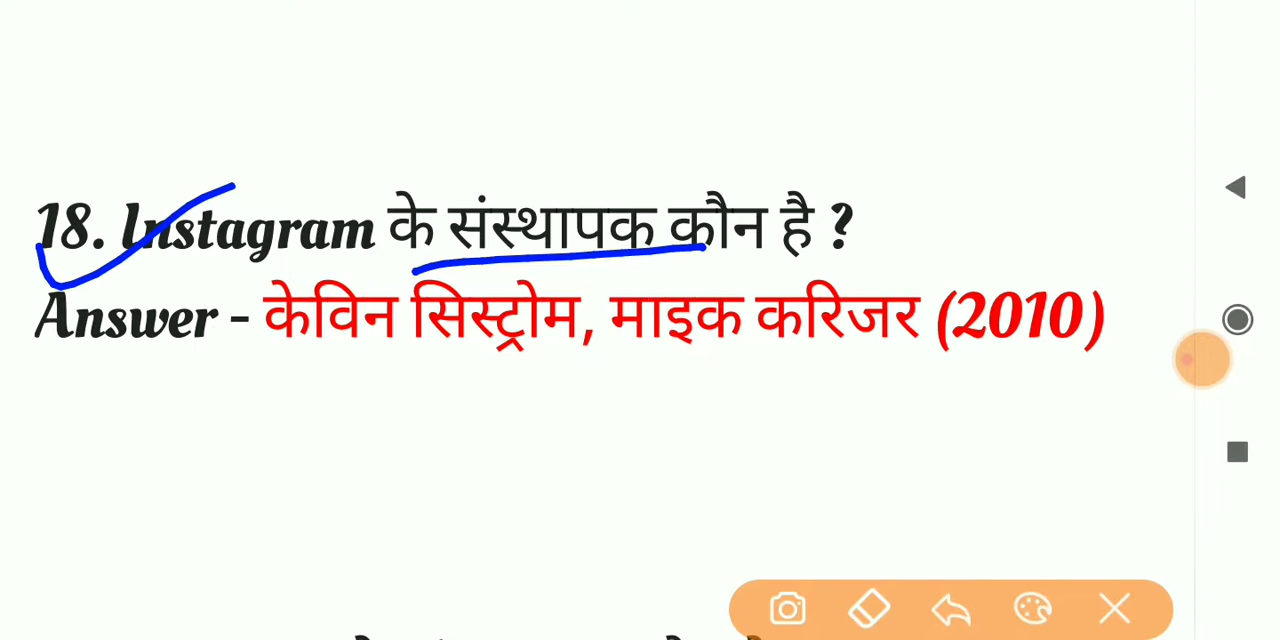 18. Instagram के संस्थापक कौन है ?
Answer - केविन सिस्ट्रोम, माइक करिजर (2010)